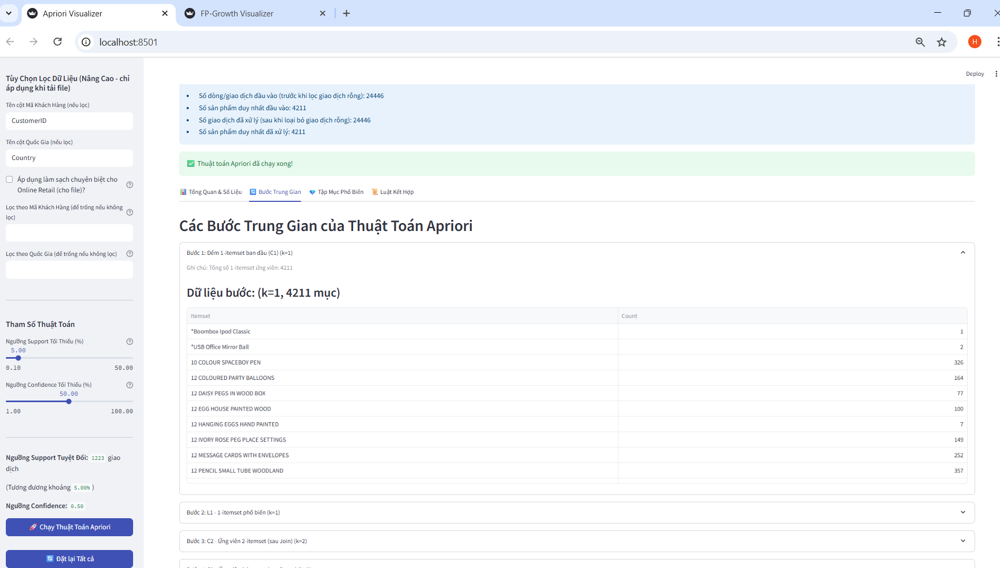 Apriori Visualizer
FP-Growth Visualizer
localhost:8501
H
Tùy Chọn Lọc Dữ Liệu (Nâng Cao - chỉ
áp dụng khi tải file)
Tên cột Mã Khách Hàng (nếu lọc)
CustomerID
Tên cột Quốc Gia (nếu lọc)
Country
Áp dụng làm sạch chuyên biệt cho
Online Retail (cho file)?
Lọc theo Mã Khách Hàng (để trống nếu không
lọc)
Lọc theo Quốc Gia (để trống nếu không lọc)
Tham Số Thuật Toán
Ngưỡng Support Tối Thiểu (%)
5.00
0.10 50.00
Ngưỡng Confidence Tối Thiểu (%)
50.00
1.00 100.00
Ngưỡng Support Tuyệt Đối: 1223 giao
dịch
(Tương đương khoảng 5.00% )
Ngưỡng Confidence: 0.50
🚀 Chạy Thuật Toán Apriori
🔄 Đặt lại Tất cả
Deploy
• Số dòng/giao dịch đầu vào (trước khi lọc giao dịch rỗng): 24446
• Số sản phẩm duy nhất đầu vào: 4211
• Số giao dịch đã xử lý (sau khi loại bỏ giao dịch rỗng): 24446
• Số sản phẩm duy nhất đã xử lý: 4211
✅ Thuật toán Apriori đã chạy xong!
📊 Tổng Quan & Số Liệu 🔄 Bước Trung Gian 💎 Tập Mục Phổ Biến 📜 Luật Kết Hợp
Các Bước Trung Gian của Thuật Toán Apriori
Bước 1: Đếm 1-itemset ban đầu (C1) (k=1)
Ghi chú: Tổng số 1-itemset ứng viên: 4211
Dữ liệu bước: (k=1, 4211 mục)
Itemset Count
*Boombox Ipod Classic 1
*USB Office Mirror Ball 2
10 COLOUR SPACEBOY PEN 326
12 COLOURED PARTY BALLOONS 164
12 DAISY PEGS IN WOOD BOX 77
12 EGG HOUSE PAINTED WOOD 100
12 HANGING EGGS HAND PAINTED 7
12 IVORY ROSE PEG PLACE SETTINGS 149
12 MESSAGE CARDS WITH ENVELOPES 252
12 PENCIL SMALL TUBE WOODLAND 357
Bước 2: L1 - 1-itemset phổ biến (k=1)
Bước 3: C2 - Ứng viên 2-itemset (sau Join) (k=2)